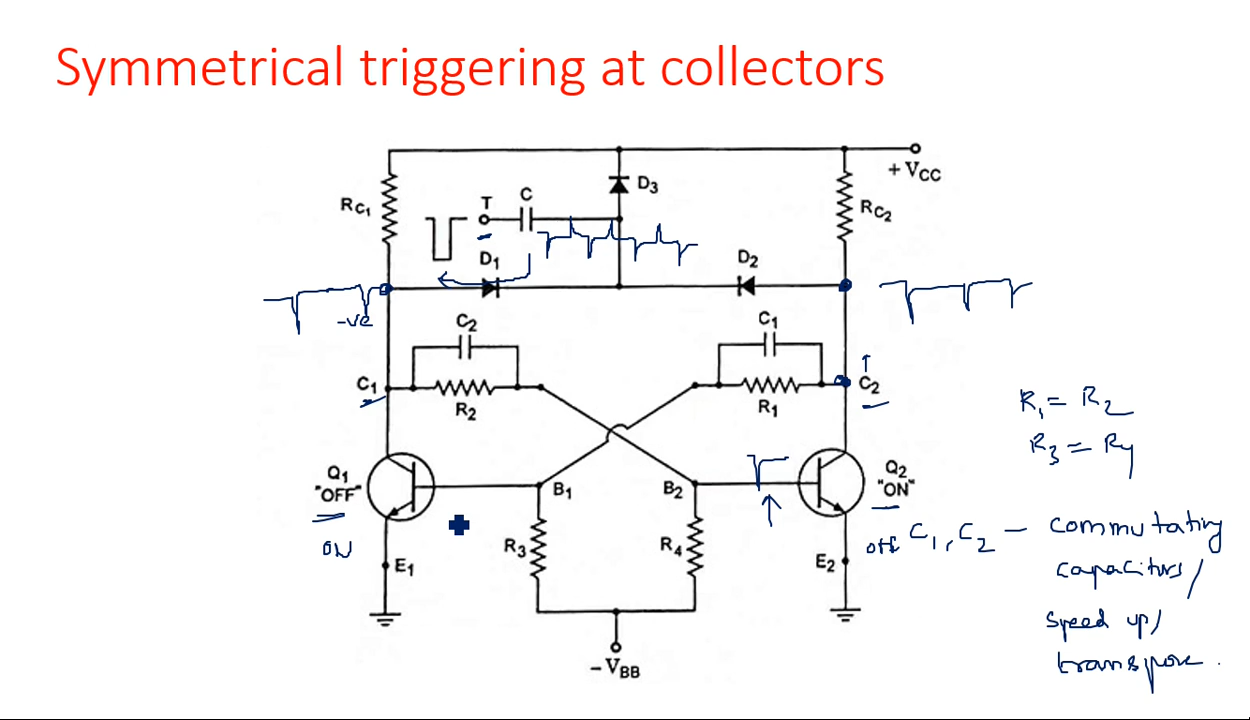 Symmetrical triggering at collectors
+ VCC
D3
RC1
T
C
RC2
D1
D2
-ve
C2
C1
C1
R2
R1
C2
R1 = R2
R3 = R4
Q1
"OFF"
ON
B1
B2
Q2
"ON"
off
C1, C2 — commutating
capacitors/
speed up/
transpose.
R3
R4
E1
E2
– VBB